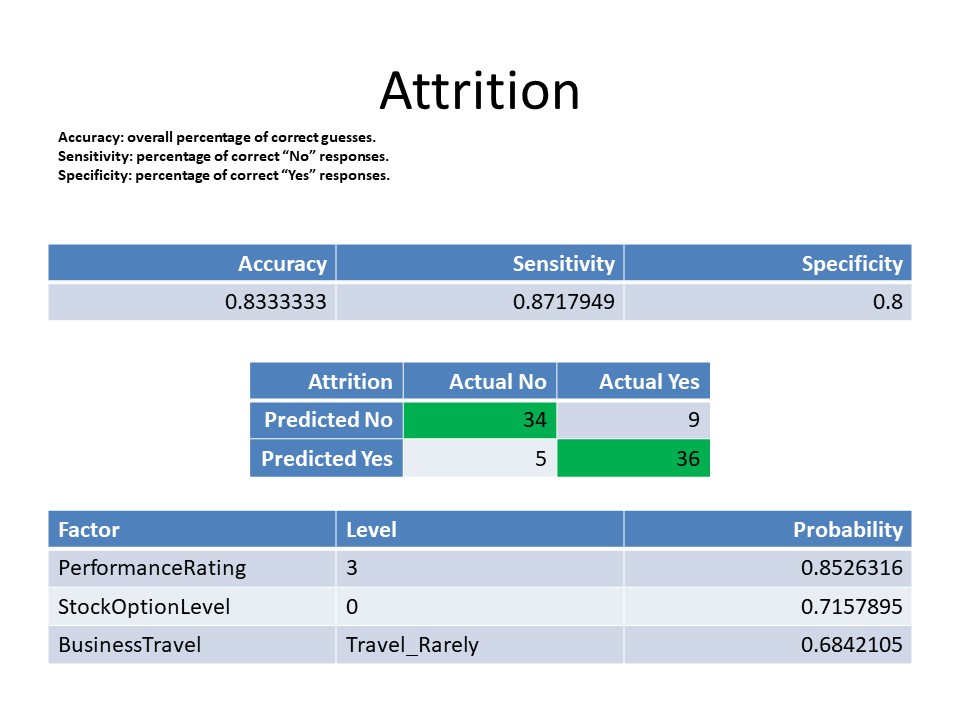 Attrition
Accuracy: overall percentage of correct guesses.
Sensitivity: percentage of correct “No” responses.
Specificity: percentage of correct “Yes” responses.
Accuracy Sensitivity Specificity
0.8333333 0.8717949 0.8
Attrition Actual No Actual Yes
Predicted No 34 9
Predicted Yes 5 36
Factor Level Probability
PerformanceRating 3 0.8526316
StockOptionLevel 0 0.7157895
BusinessTravel Travel_Rarely 0.6842105